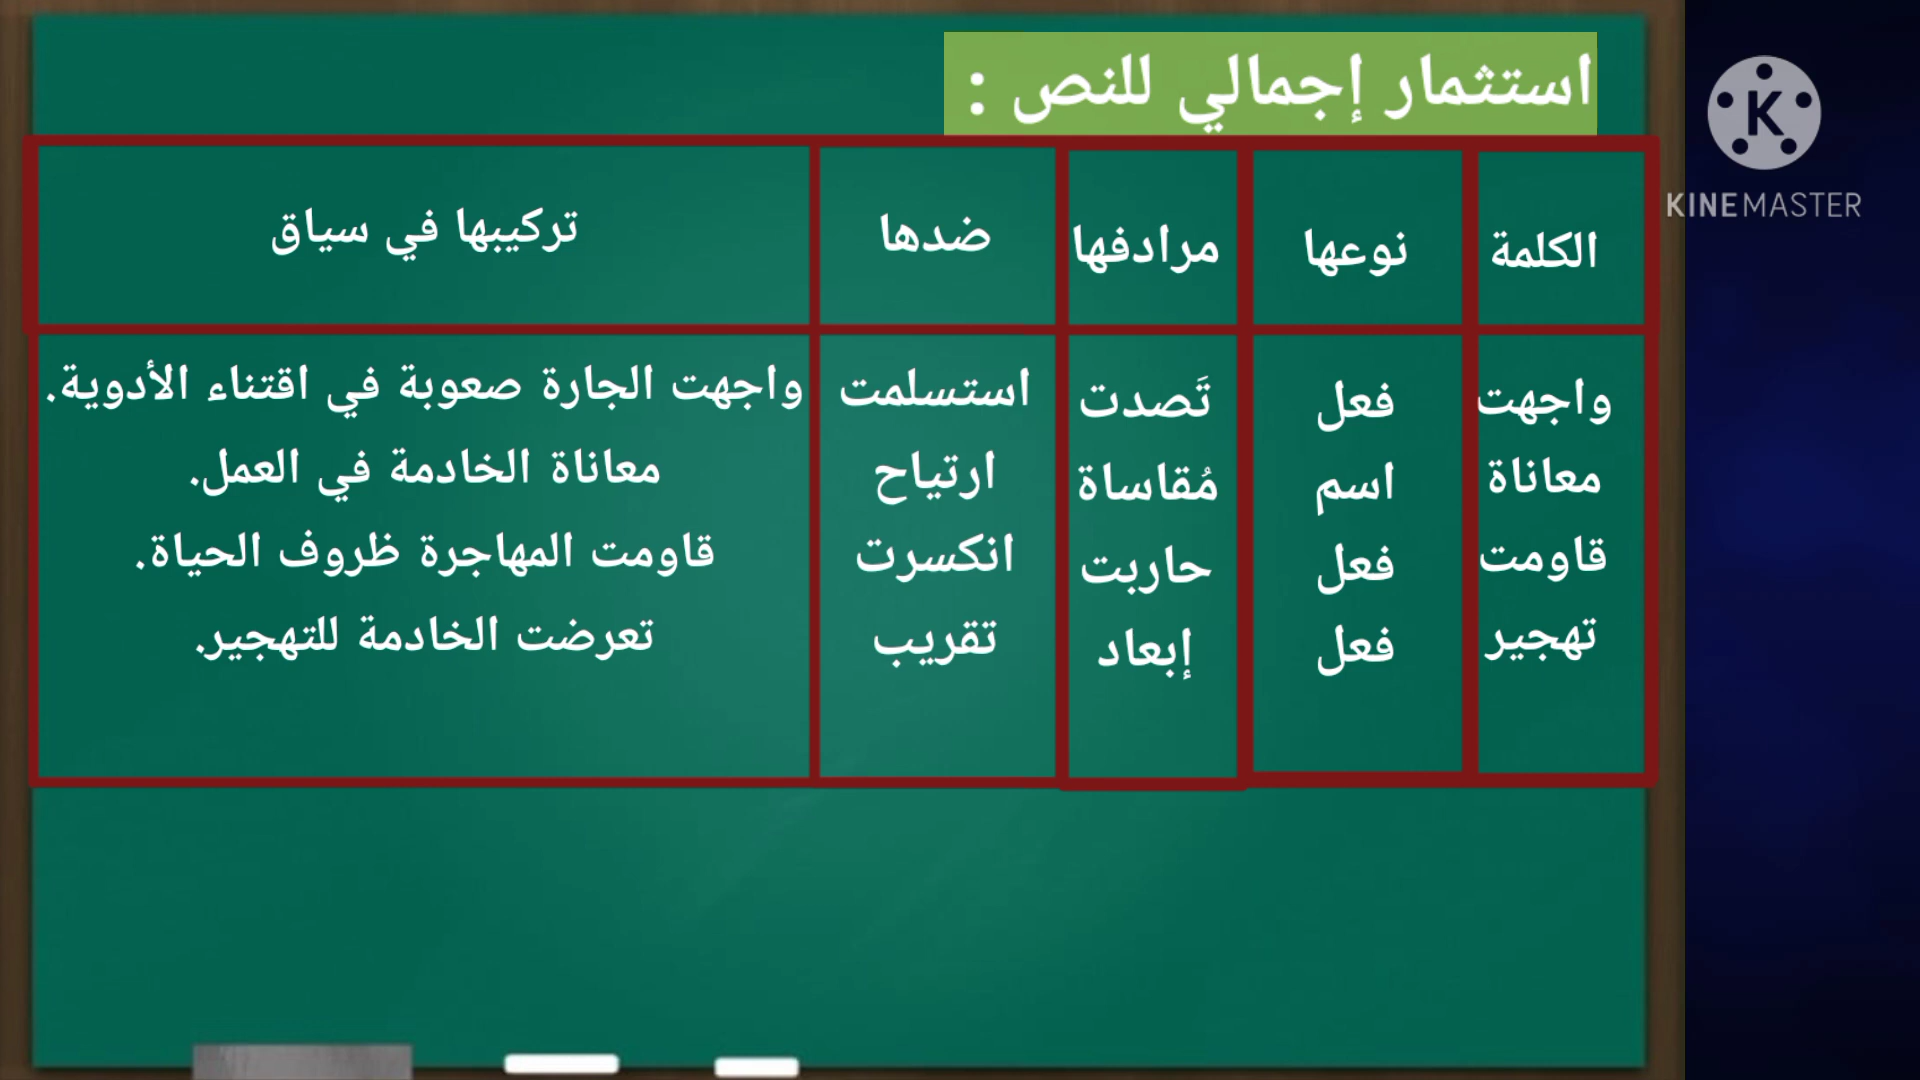 استثمار إجمالي للنص :
KINEMASTER
الكلمة نوعها مرادفها ضدها تركيبها في سياق
واجهت فعل تَصدت استسلمت واجهت الجارة صعوبة في اقتناء الأدوية.
معاناة اسم مُقاساة ارتياح معاناة الخادمة في العمل.
قاومت فعل حاربت انكسرت قاومت المهاجرة ظروف الحياة.
تهجير فعل إبعاد تقريب تعرضت الخادمة للتهجير.